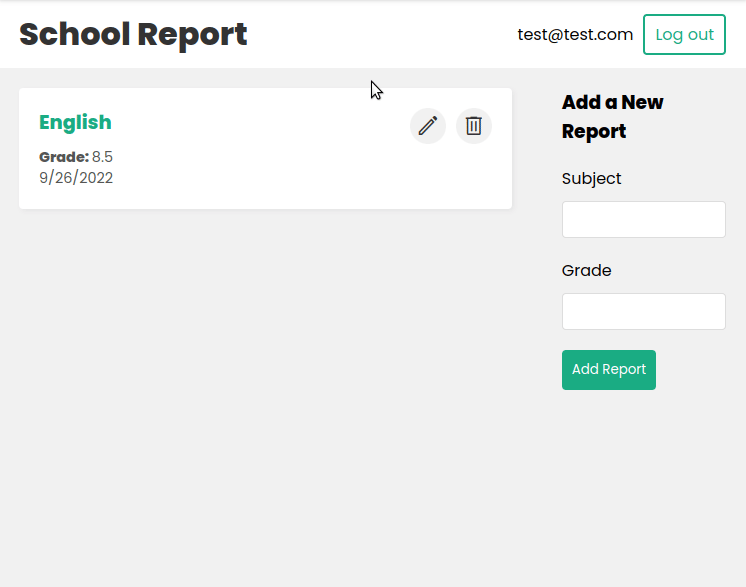 School Report
test@test.com
Log out
English
Grade: 8.5
9/26/2022
Add a New
Report
Subject
Grade
Add Report